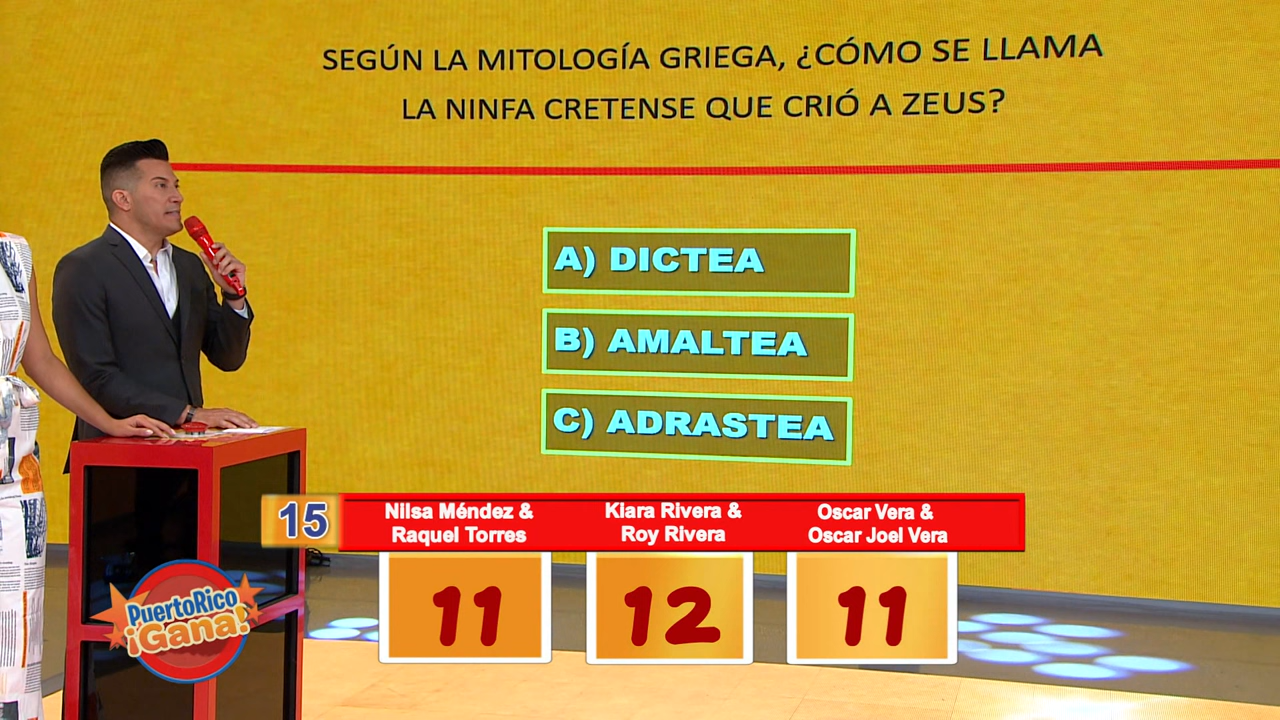 SEGÚN LA MITOLOGÍA GRIEGA, ¿CÓMO SE LLAMA
LA NINFA CRETENSE QUE CRIÓ A ZEUS?
A) DICTEA
B) AMALTEA
C) ADRASTEA
15
Nilsa Méndez &
Raquel Torres
Kiara Rivera &
Roy Rivera
Oscar Vera &
Oscar Joel Vera
11
12
11
PuertoRico
¡Gana!